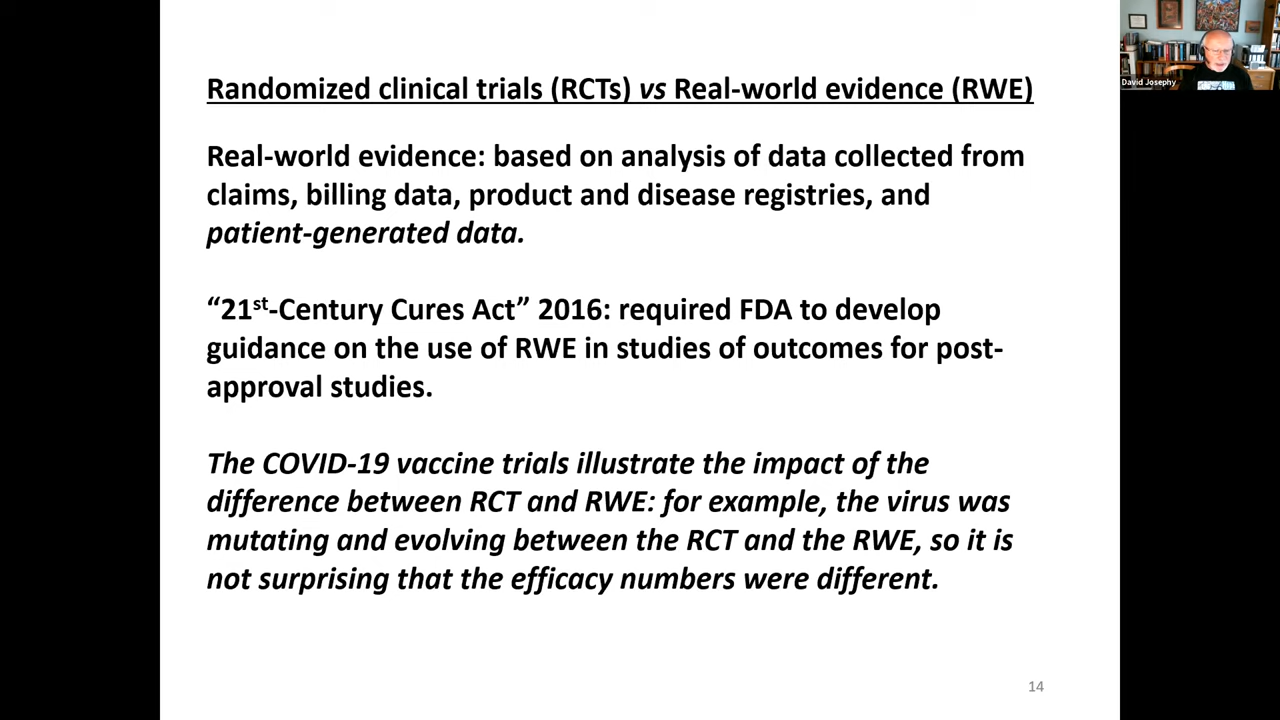 Randomized clinical trials (RCTs) vs Real-world evidence (RWE)
Real-world evidence: based on analysis of data collected from
claims, billing data, product and disease registries, and
patient-generated data.
“21st-Century Cures Act” 2016: required FDA to develop
guidance on the use of RWE in studies of outcomes for post-
approval studies.
The COVID-19 vaccine trials illustrate the impact of the
difference between RCT and RWE: for example, the virus was
mutating and evolving between the RCT and the RWE, so it is
not surprising that the efficacy numbers were different.
14
David Josephy